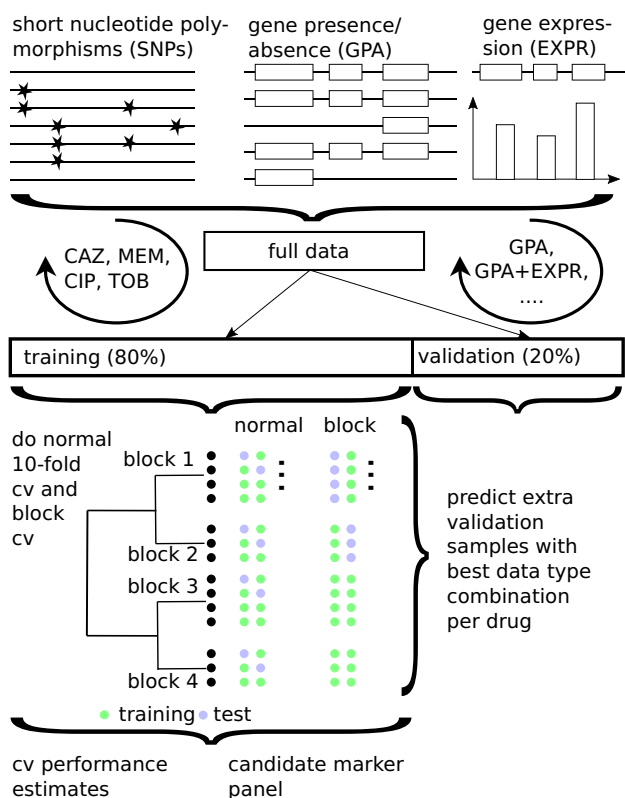 short nucleotide poly-
morphisms (SNPs)
gene presence/
absence (GPA)
gene expres-
sion (EXPR)
CAZ, MEM,
CIP, TOB
full data
GPA,
GPA+EXPR,
....
training (80%)
validation (20%)
do normal
10-fold
cv and
block
cv
normal
block
block 1
block 2
block 3
block 4
predict extra
validation
samples with
best data type
combination
per drug
training
test
cv performance
estimates
candidate marker
panel